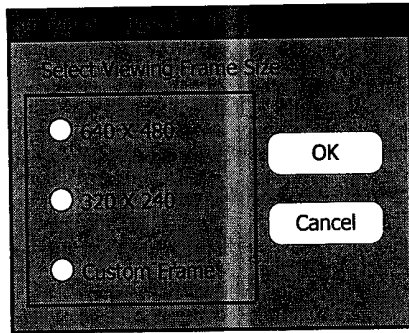 Select Viewing Frame Size
640 X 480
OK
320 X 240
Cancel
Custom Frame